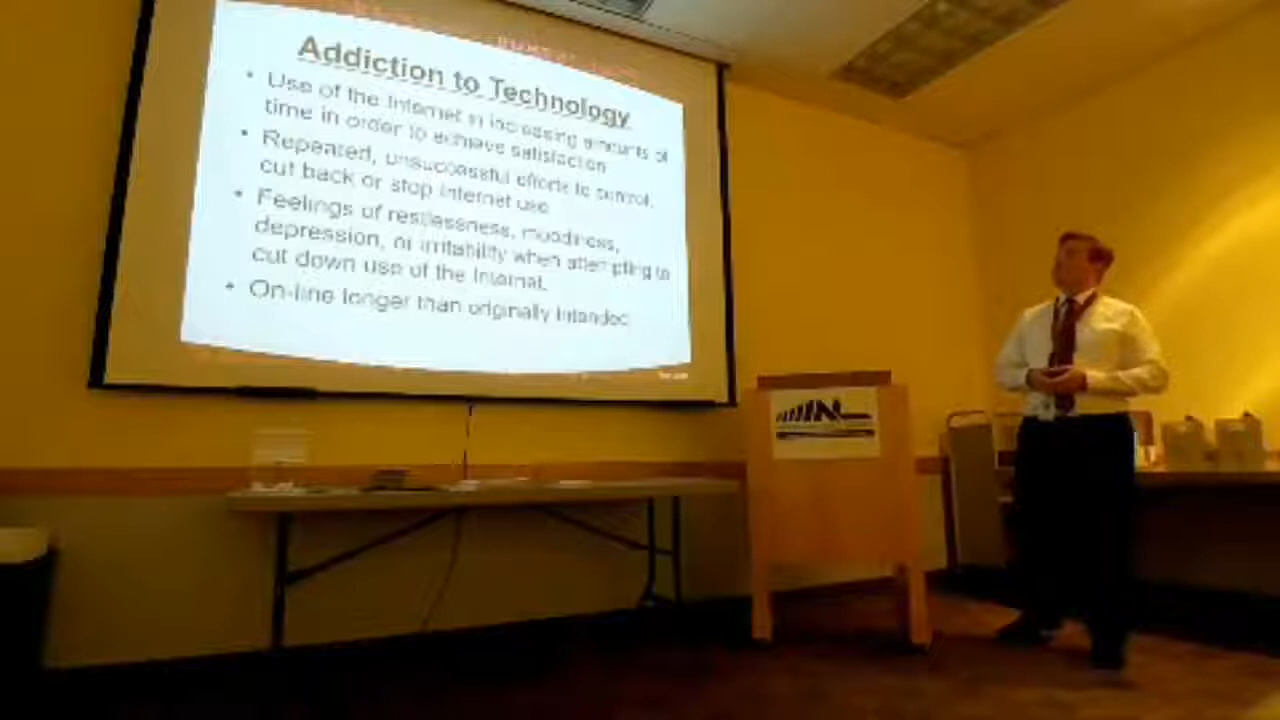 Addiction to Technology
• Use of the Internet in increasing amounts of
time in order to achieve satisfaction
• Repeated, unsuccessful efforts to control,
cut back or stop Internet use
• Feelings of restlessness, moodiness,
depression, or irritability when attempting to
cut down use of the Internet.
• On-line longer than originally intended